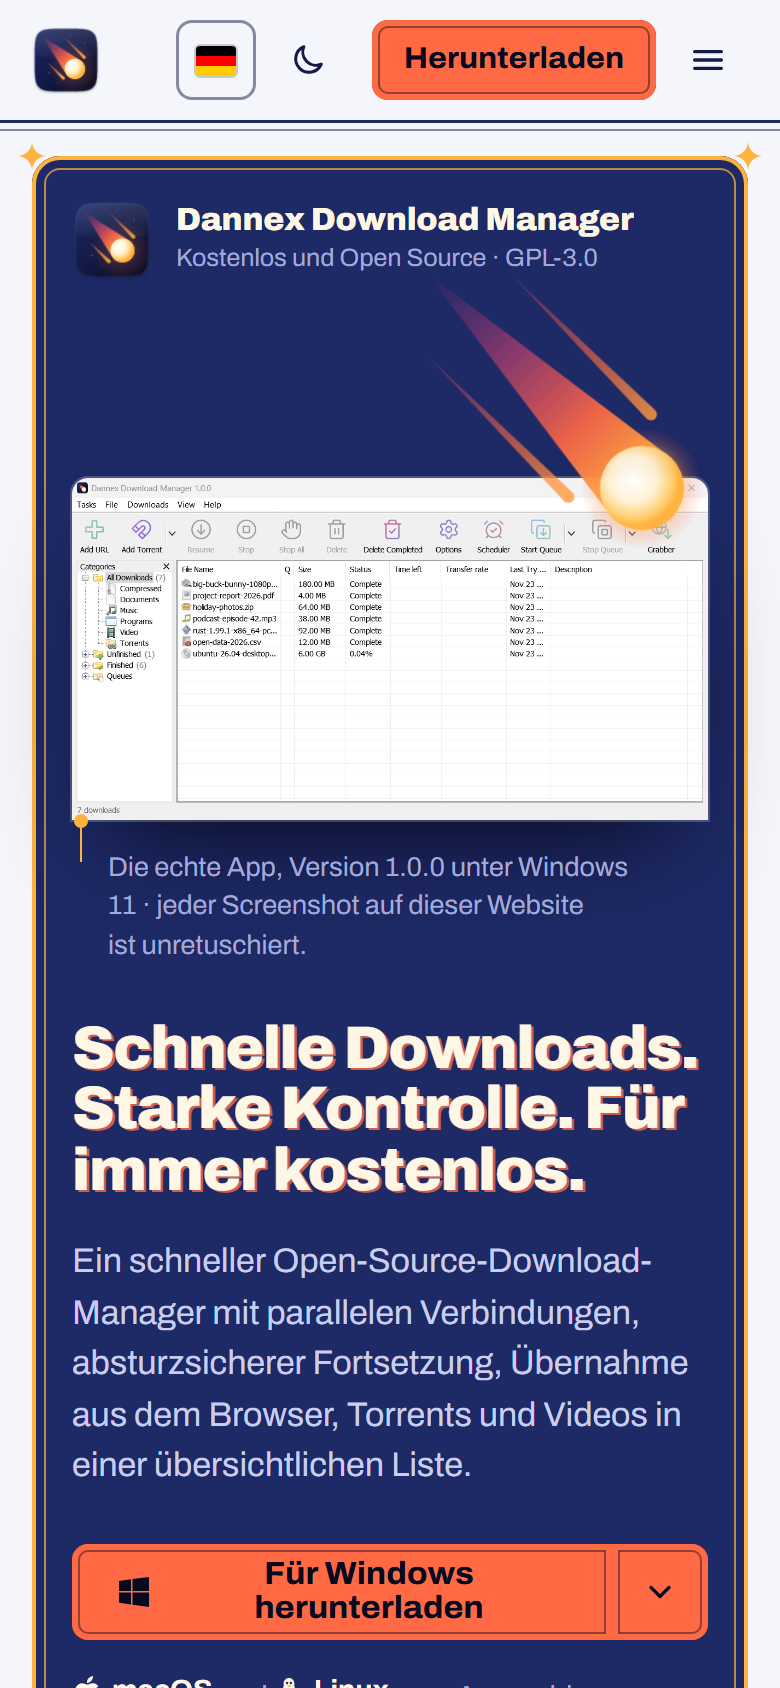 Herunterladen
Dannex Download Manager
Kostenlos und Open Source · GPL-3.0
Dannex Download Manager 1.0.0
Tasks File Downloads View Help
Add URL Add Torrent Resume Stop Stop All Delete Delete Completed Options Scheduler Start Queue Stop Queue Grabber
Categories
All Downloads (7)
Compressed
Documents
Music
Programs
Video
Torrents
Unfinished (1)
Finished (6)
Queues
File Name Q Size Status Time left Transfer rate Last Try ... Description
big-buck-bunny-1080p... 180.00 MB Complete Nov 23 ...
project-report-2026.pdf 4.00 MB Complete Nov 23 ...
holiday-photos.zip 64.00 MB Complete Nov 23 ...
podcast-episode-42.mp3 38.00 MB Complete Nov 23 ...
rust-1.99.1-x86_64-pc... 92.00 MB Complete Nov 23 ...
open-data-2026.csv 12.00 MB Complete Nov 23 ...
ubuntu-26.04-desktop... 6.00 GB 0.04% Nov 23 ...
7 downloads
Die echte App, Version 1.0.0 unter Windows
11 · jeder Screenshot auf dieser Website
ist unretuschiert.
Schnelle Downloads.
Starke Kontrolle. Für
immer kostenlos.
Ein schneller Open-Source-Download-
Manager mit parallelen Verbindungen,
absturzsicherer Fortsetzung, Übernahme
aus dem Browser, Torrents und Videos in
einer übersichtlichen Liste.
Für Windows
herunterladen
macOS Linux